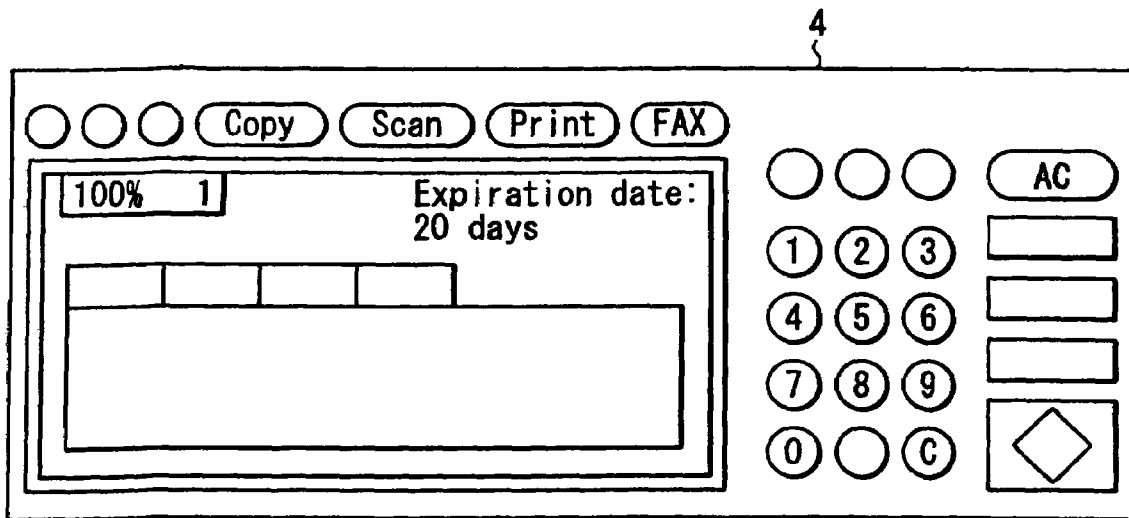 4
Copy Scan Print FAX
100% 1
Expiration date:
20 days
AC
1 2 3
4 5 6
7 8 9
0 C